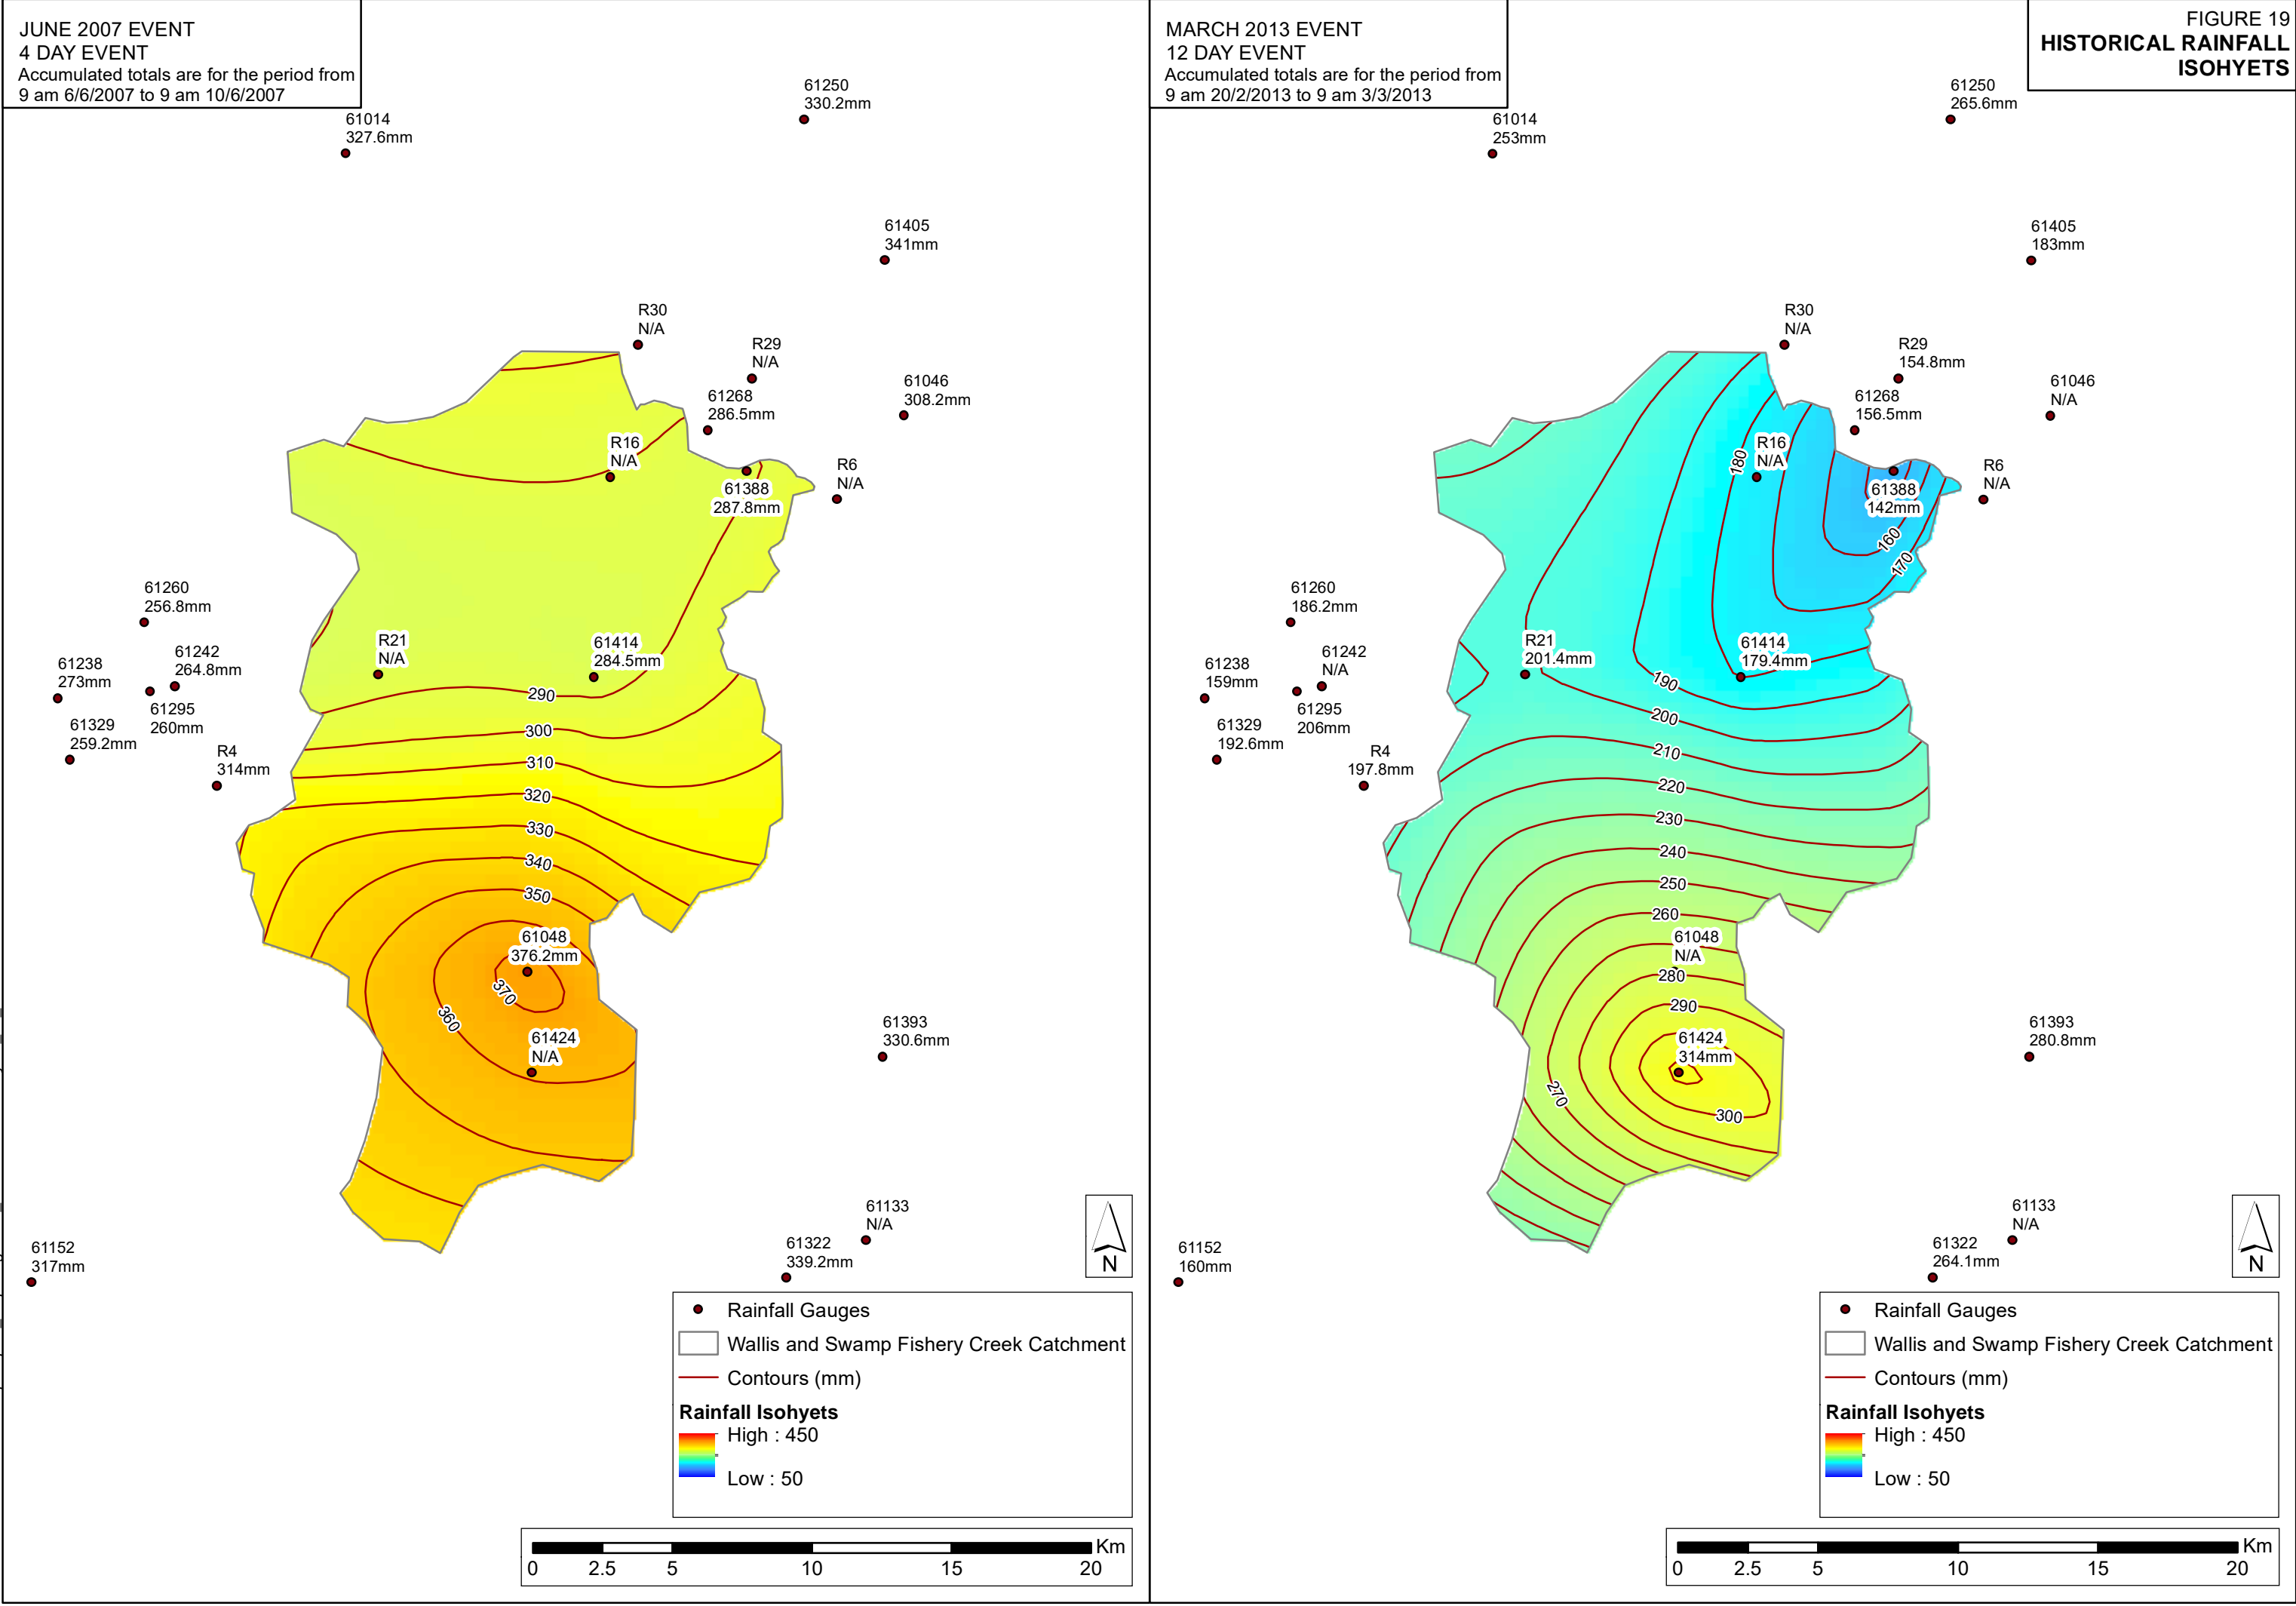 JUNE 2007 EVENT
4 DAY EVENT
Accumulated totals are for the period from
9 am 6/6/2007 to 9 am 10/6/2007
61250
330.2mm
61014
327.6mm
61405
341mm
R30
N/A
R29
N/A
61046
308.2mm
61268
286.5mm
R16
N/A
R6
N/A
61388
287.8mm
61260
256.8mm
R21
N/A
61414
284.5mm
61242
264.8mm
61238
273mm
61295
260mm
61329
259.2mm
R4
314mm
290
300
310
320
330
340
350
61048
376.2mm
370
360
61424
N/A
61393
330.6mm
61133
N/A
61322
339.2mm
61152
317mm
N
Rainfall Gauges
Wallis and Swamp Fishery Creek Catchment
Contours (mm)
Rainfall Isohyets
High : 450
Low : 50
Km
0 2.5 5 10 15 20
MARCH 2013 EVENT
12 DAY EVENT
Accumulated totals are for the period from
9 am 20/2/2013 to 9 am 3/3/2013
FIGURE 19
HISTORICAL RAINFALL
ISOHYETS
61250
265.6mm
61014
253mm
61405
183mm
R30
N/A
R29
154.8mm
61046
N/A
61268
156.5mm
R16
N/A
180
R6
N/A
61388
142mm
160
170
61260
186.2mm
R21
201.4mm
61414
179.4mm
61242
N/A
61238
159mm
61295
206mm
61329
192.6mm
R4
197.8mm
190
200
210
220
230
240
250
260
61048
N/A
280
290
61424
314mm
270
300
61393
280.8mm
61133
N/A
61322
264.1mm
61152
160mm
N
Rainfall Gauges
Wallis and Swamp Fishery Creek Catchment
Contours (mm)
Rainfall Isohyets
High : 450
Low : 50
Km
0 2.5 5 10 15 20